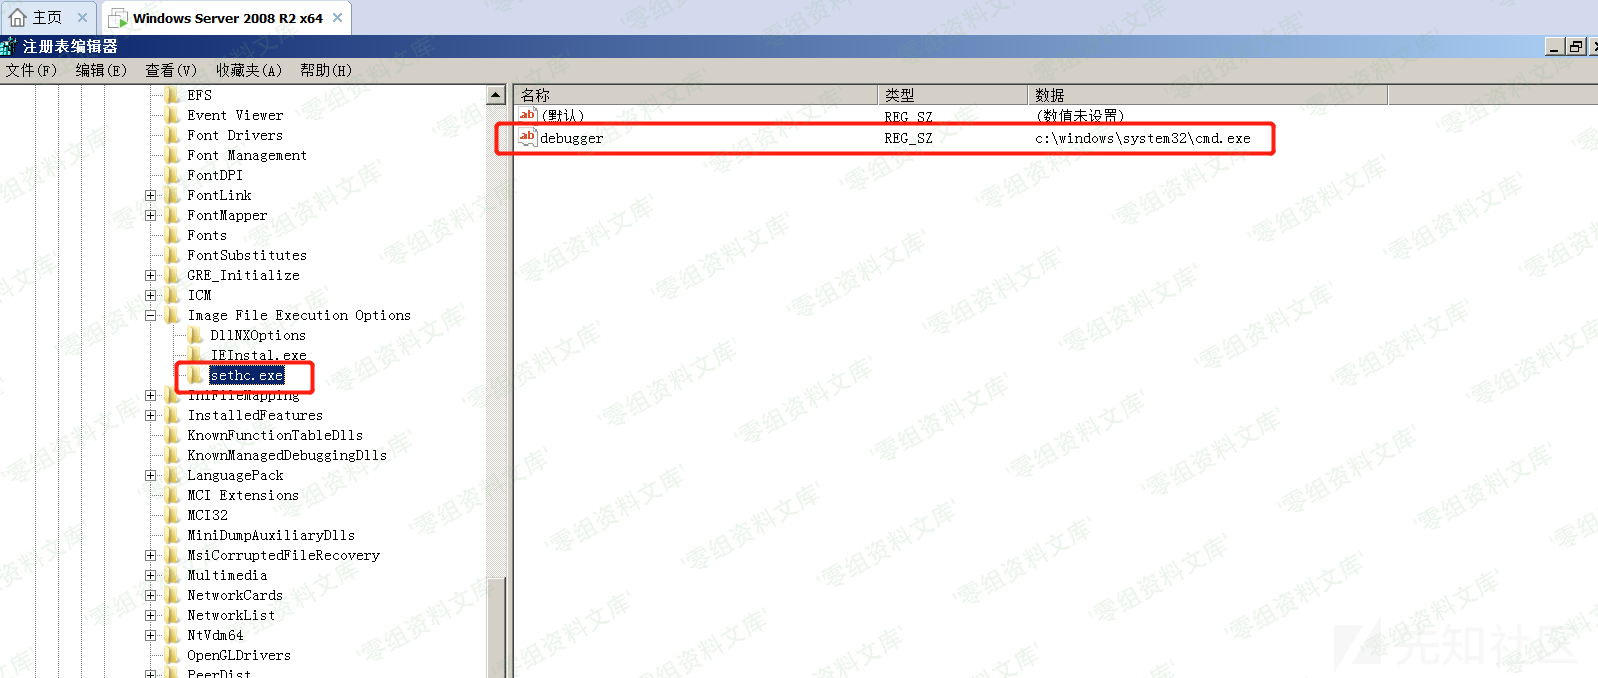 主页
Windows Server 2008 R2 x64
注册表编辑器
文件(F) 编辑(E) 查看(V) 收藏夹(A) 帮助(H)
EFS
Event Viewer
Font Drivers
Font Management
FontDPI
FontLink
FontMapper
Fonts
FontSubstitutes
GRE_Initialize
ICM
Image File Execution Options
DllNXOptions
IEInstal.exe
sethc.exe
IniFileMapping
InstalledFeatures
KnownFunctionTableDlls
KnownManagedDebuggingDlls
LanguagePack
MCI Extensions
MCI32
MiniDumpAuxiliaryDlls
MsiCorruptedFileRecovery
Multimedia
NetworkCards
NetworkList
NtVdm64
OpenGLDrivers
PeerDist
名称 类型 数据
(默认) REG_SZ (数值未设置)
debugger REG_SZ c:\windows\system32\cmd.exe
零组资料文库
先知社区